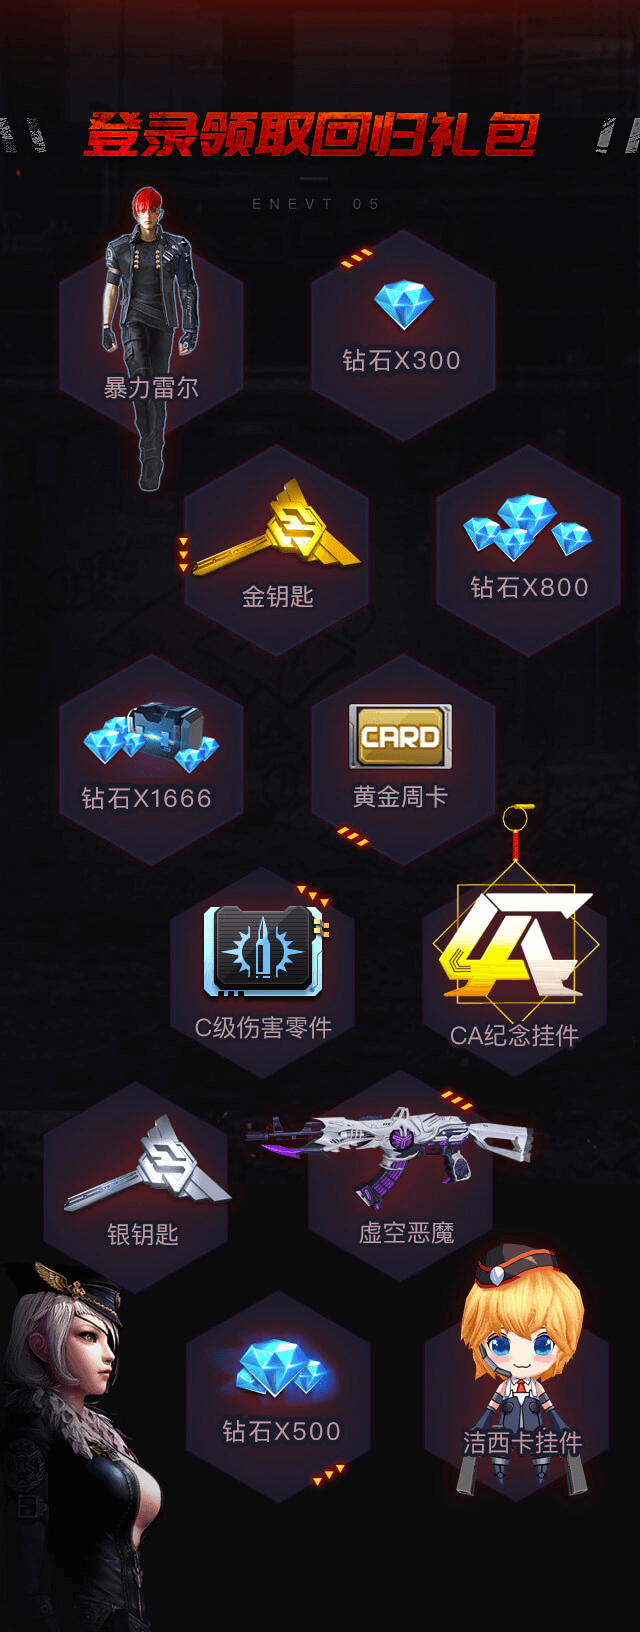 登录领取回归礼包
ENEVT 05
暴力雷尔
钻石X300
金钥匙
钻石X800
钻石X1666
CARD
黄金周卡
C级伤害零件
CA
CA纪念挂件
银钥匙
虚空恶魔
钻石X500
洁西卡挂件